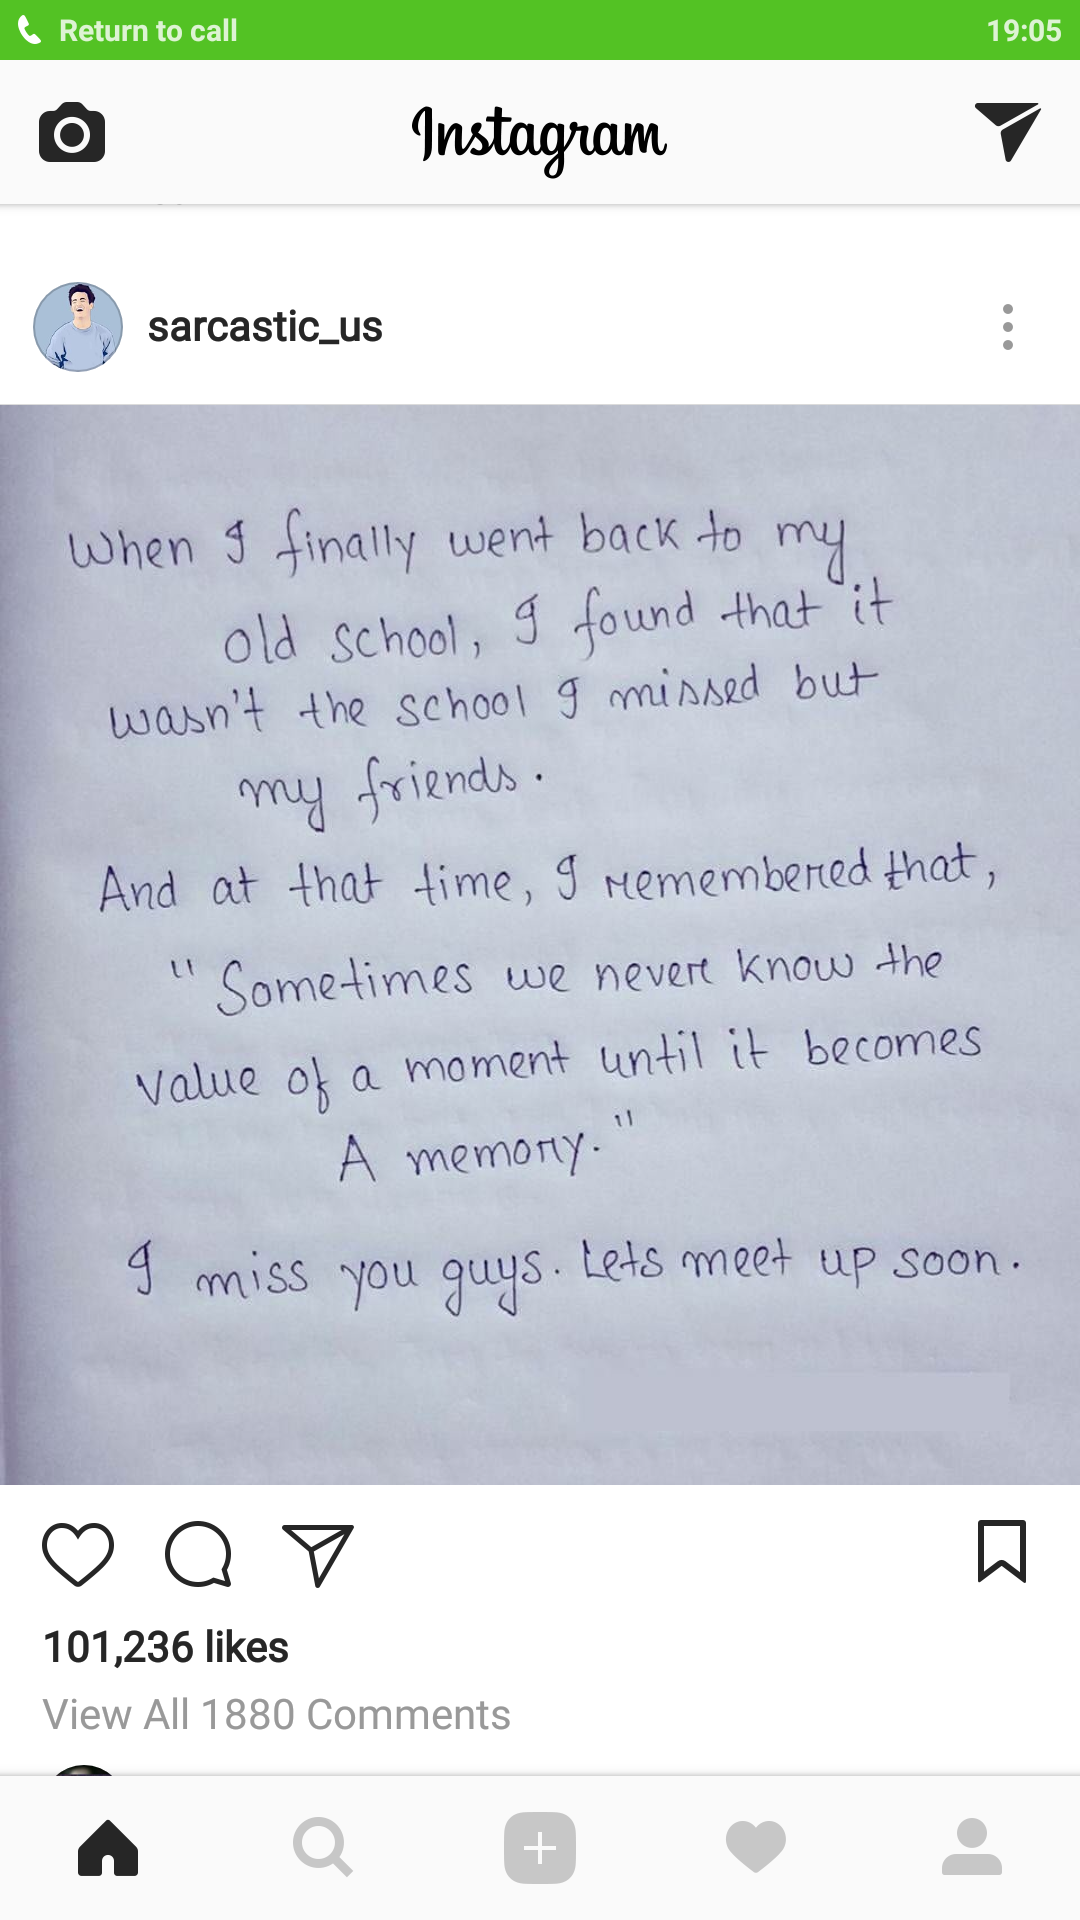 Return to call 19:05
Instagram
sarcastic_us
When I finally went back to my
old school, I found that it
wasn't the school I missed but
my friends.
And at that time, I remembered that,
"Sometimes we never know the
value of a moment until it becomes
A memory."
I miss you guys. Lets meet up soon.
101,236 likes
View All 1880 Comments